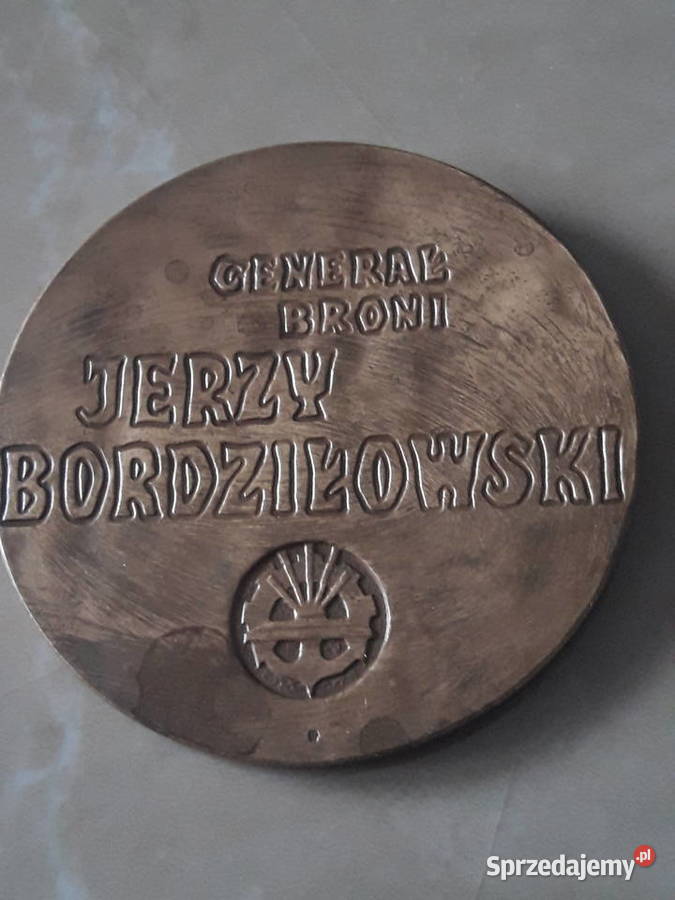 GENERAŁ
BRONI
JERZY
BORDZIŁOWSKI
Sprzedajemy.pl